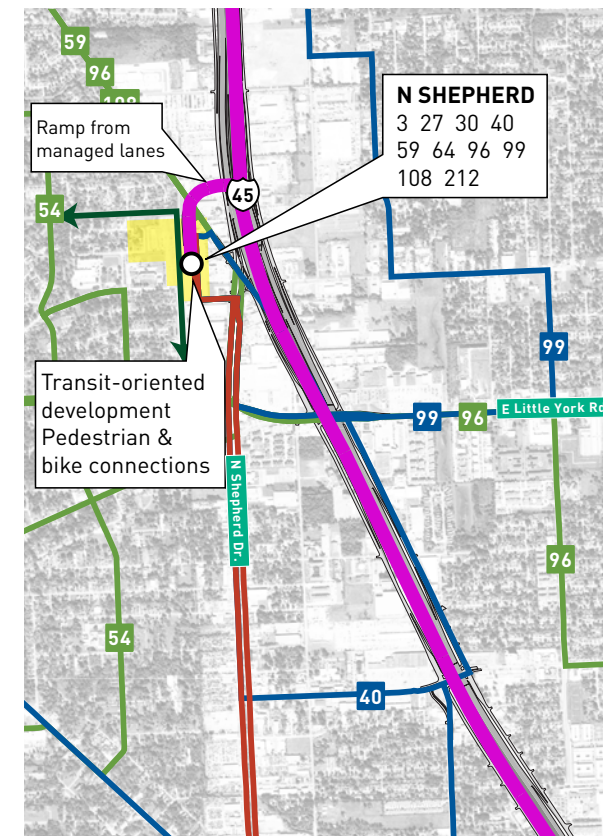 59
96
108
Ramp from
managed lanes
N SHEPHERD
3 27 30 40
59 64 96 99
108 212
45
54
99
Transit-oriented
development
Pedestrian &
bike connections
99
96
E Little York Rd
N Shepherd Dr.
96
54
40